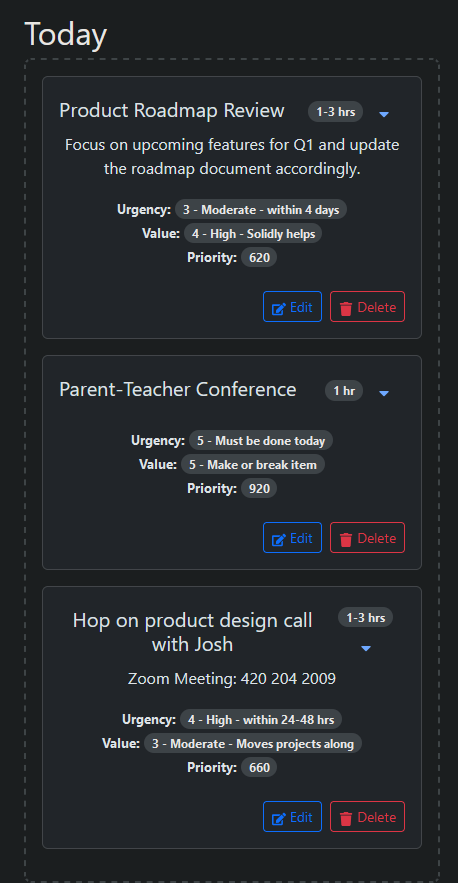 Today
Product Roadmap Review 1-3 hrs
Focus on upcoming features for Q1 and update
the roadmap document accordingly.
Urgency: 3 - Moderate - within 4 days
Value: 4 - High - Solidly helps
Priority: 620
Edit Delete
Parent-Teacher Conference 1 hr
Urgency: 5 - Must be done today
Value: 5 - Make or break item
Priority: 920
Edit Delete
Hop on product design call 1-3 hrs
with Josh
Zoom Meeting: 420 204 2009
Urgency: 4 - High - within 24-48 hrs
Value: 3 - Moderate - Moves projects along
Priority: 660
Edit Delete